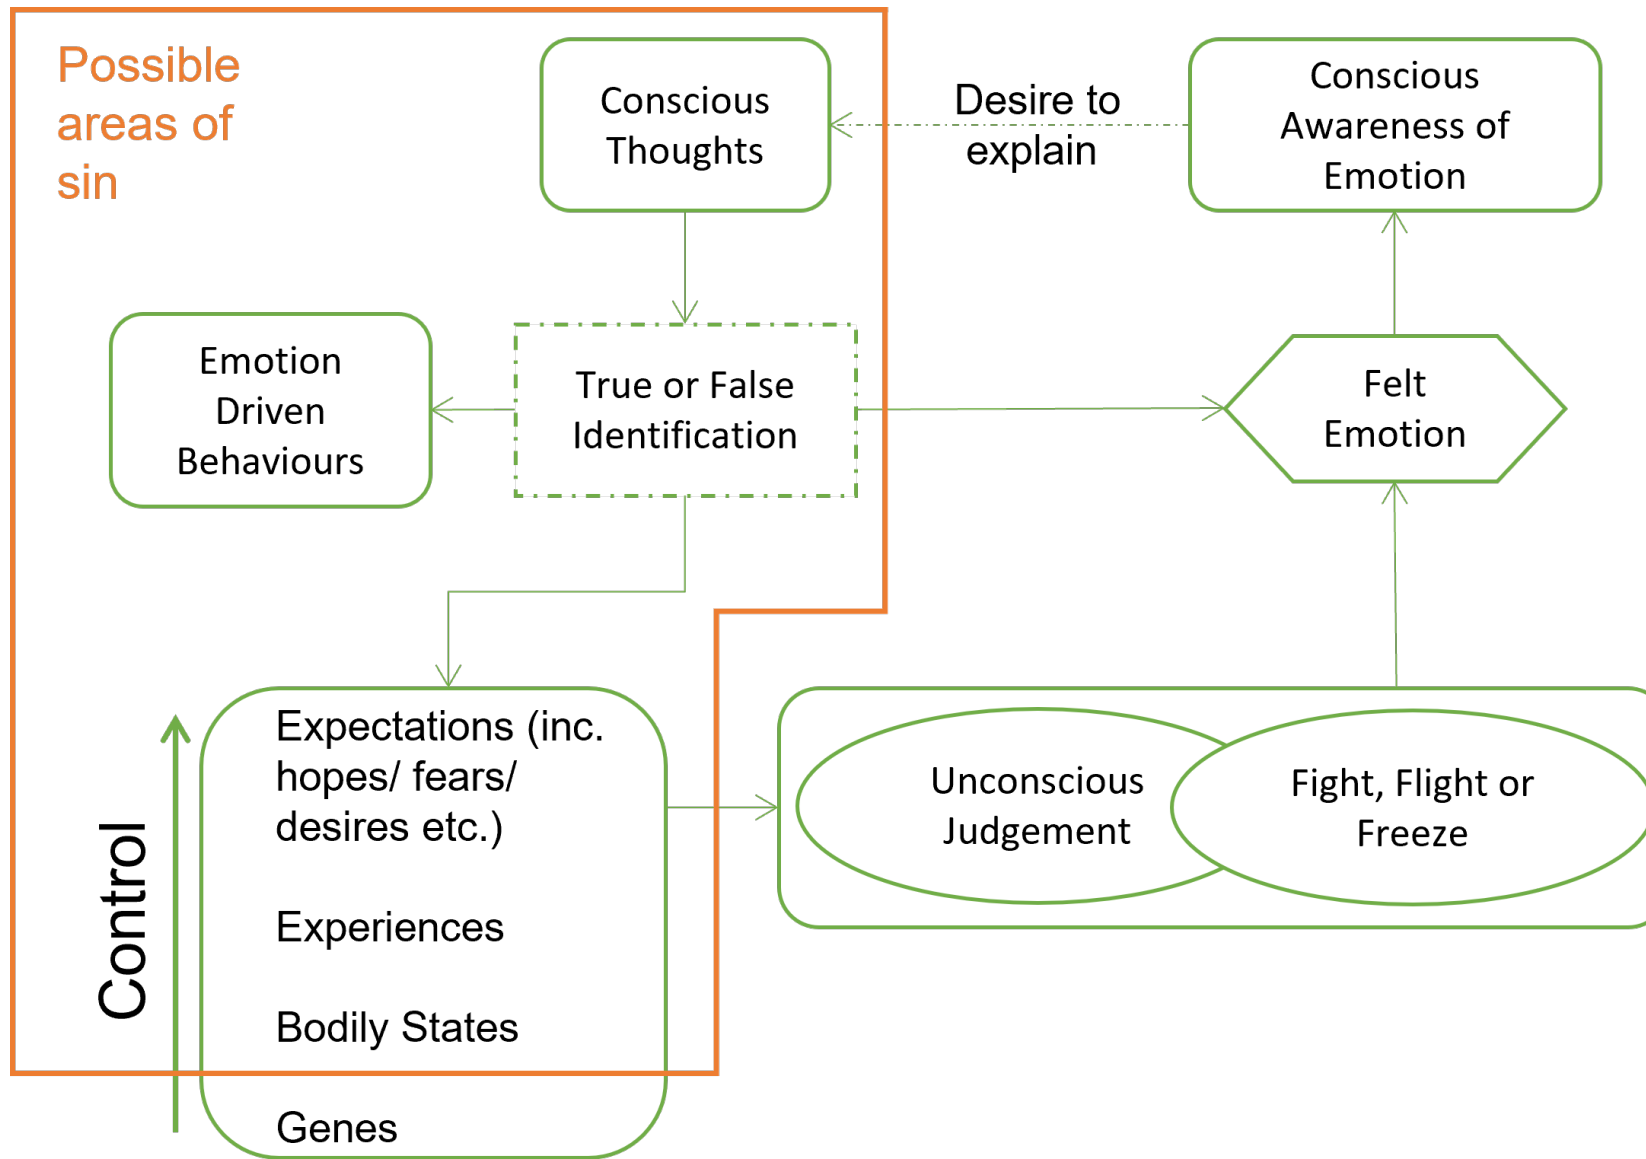 Possible
areas of
sin
Conscious
Thoughts
Desire to
explain
Conscious
Awareness of
Emotion
Emotion
Driven
Behaviours
True or False
Identification
Felt
Emotion
Control
Expectations (inc.
hopes/ fears/
desires etc.)
Experiences
Bodily States
Genes
Unconscious
Judgement
Fight, Flight or
Freeze